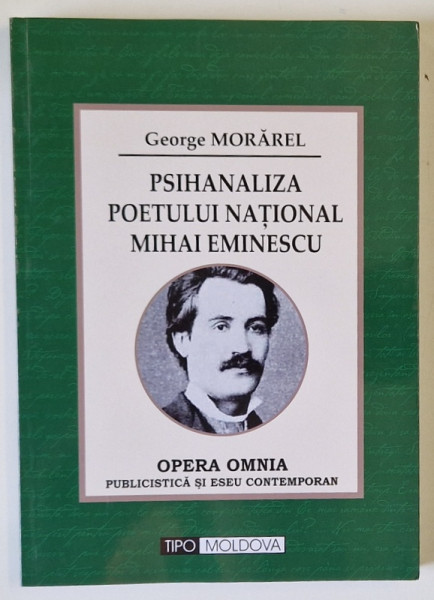 George MORĂREL
PSIHANALIZA
POETULUI NAȚIONAL
MIHAI EMINESCU
OPERA OMNIA
PUBLICISTICĂ ȘI ESEU CONTEMPORAN
TIPO MOLDOVA